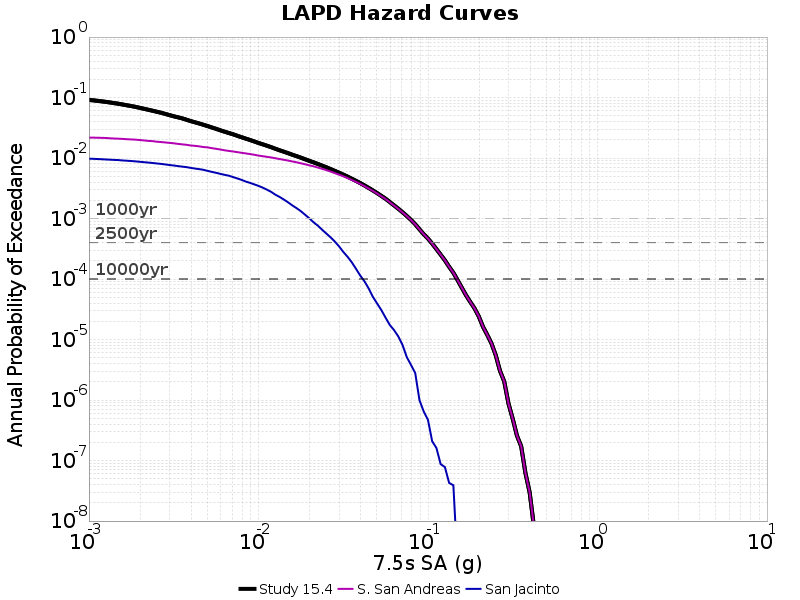 LAPD Hazard Curves
Annual Probability of Exceedance
10^0
10^-1
10^-2
10^-3
10^-4
10^-5
10^-6
10^-7
10^-8
1000yr
2500yr
10000yr
10^-3 10^-2 10^-1 10^0 10^1
7.5s SA (g)
Study 15.4 S. San Andreas San Jacinto